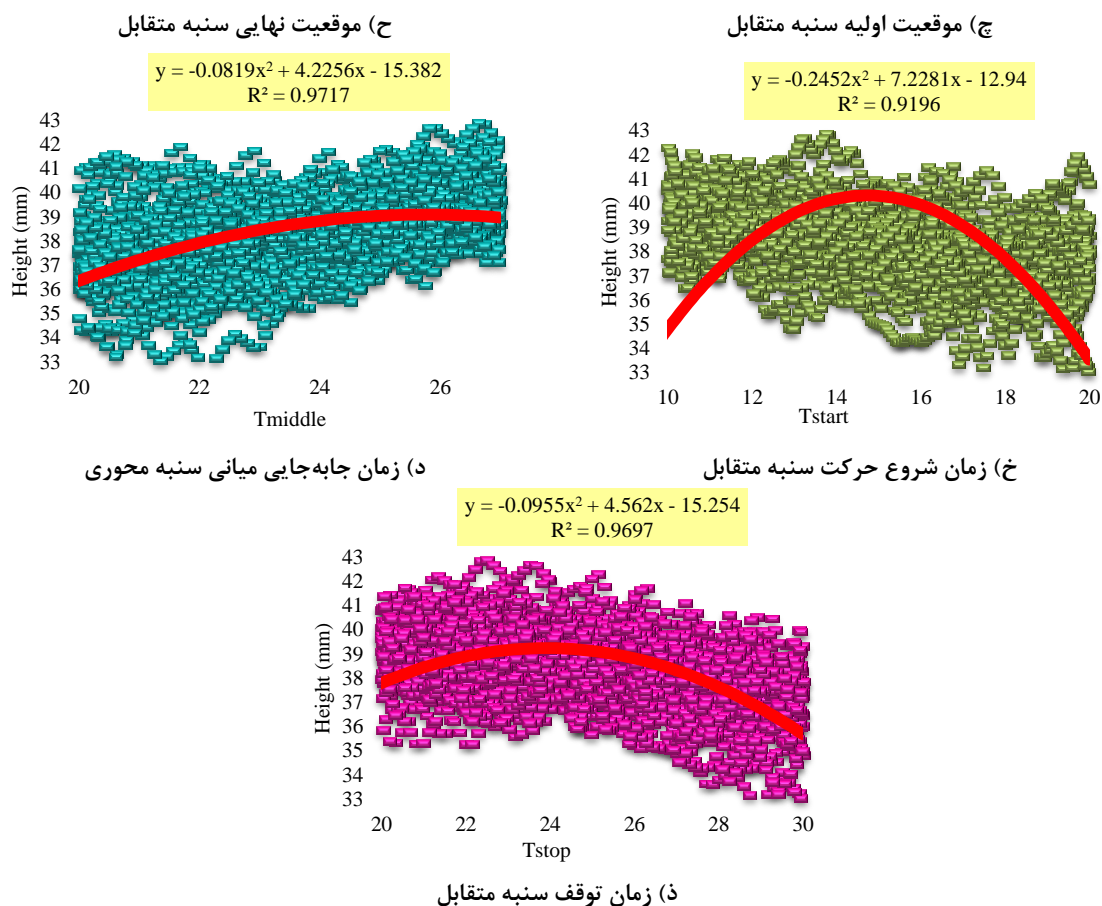 چ) موقعیت اولیه سنبه متقابل
ح) موقعیت نهایی سنبه متقابل
y = -0.2452x² + 7.2281x - 12.94
R² = 0.9196
43
42
41
40
39
38
37
36
35
34
33
Height (mm)
10 12 14 16 18 20
Tstart
y = -0.0819x² + 4.2256x - 15.382
R² = 0.9717
43
41
40
39
38
37
36
35
34
33
Height (mm)
20 22 24 26
Tmiddle
خ) زمان شروع حرکت سنبه متقابل
د) زمان جابه‌جایی میانی سنبه محوری
y = -0.0955x² + 4.562x - 15.254
R² = 0.9697
43
42
41
40
39
38
37
36
35
34
33
Height (mm)
20 22 24 26 28 30
Tstop
ذ) زمان توقف سنبه متقابل